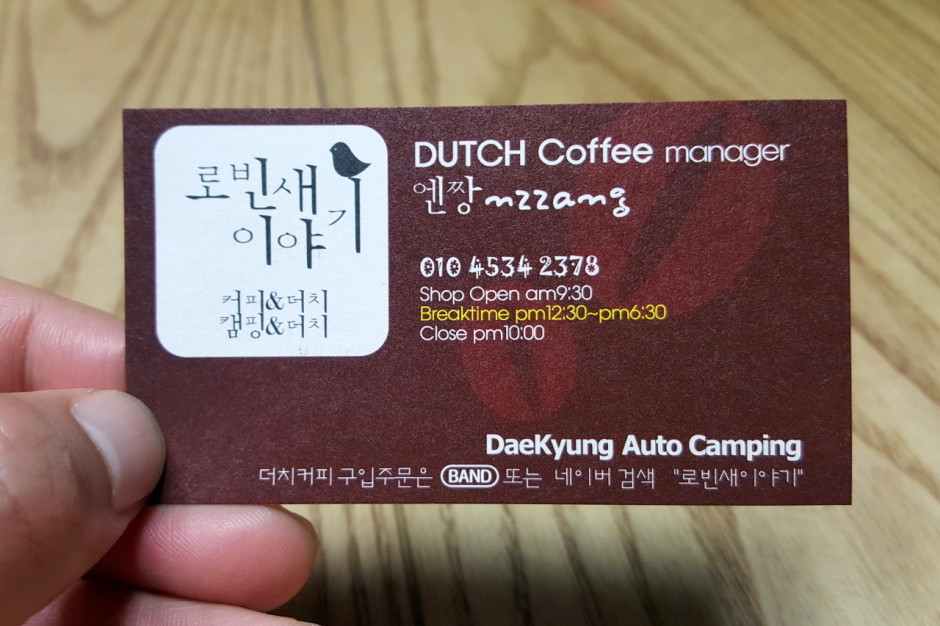 로빈새
이야기
커피&더치
캠핑&더치
DUTCH Coffee manager
엔짱 nzzang
010 4534 2378
Shop Open am9:30
Breaktime pm12:30~pm6:30
Close pm10:00
DaeKyung Auto Camping
더치커피 구입주문은 BAND 또는 네이버 검색 "로빈새이야기"